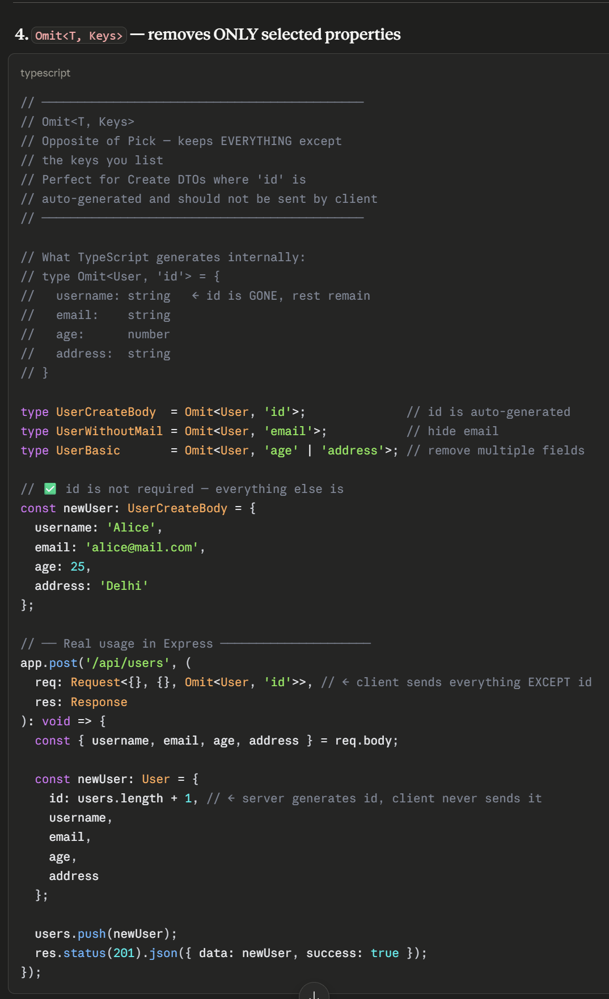 4. Omit<T, Keys> — removes ONLY selected properties
typescript
// ─────────────────────────────────────────────
// Omit<T, Keys>
// Opposite of Pick — keeps EVERYTHING except
// the keys you list
// Perfect for Create DTOs where 'id' is
// auto-generated and should not be sent by client
// ─────────────────────────────────────────────

// What TypeScript generates internally:
// type Omit<User, 'id'> = {
//   username: string   ← id is GONE, rest remain
//   email:    string
//   age:      number
//   address:  string
// }

type UserCreateBody  = Omit<User, 'id'>;              // id is auto-generated
type UserWithoutMail = Omit<User, 'email'>;           // hide email
type UserBasic       = Omit<User, 'age' | 'address'>; // remove multiple fields

// ✅ id is not required — everything else is
const newUser: UserCreateBody = {
  username: 'Alice',
  email: 'alice@mail.com',
  age: 25,
  address: 'Delhi'
};

// ── Real usage in Express ─────────────────────
app.post('/api/users', (
  req: Request<{}, {}, Omit<User, 'id'>>, // ← client sends everything EXCEPT id
  res: Response
): void => {
  const { username, email, age, address } = req.body;

  const newUser: User = {
    id: users.length + 1, // ← server generates id, client never sends it
    username,
    email,
    age,
    address
  };

  users.push(newUser);
  res.status(201).json({ data: newUser, success: true });
});